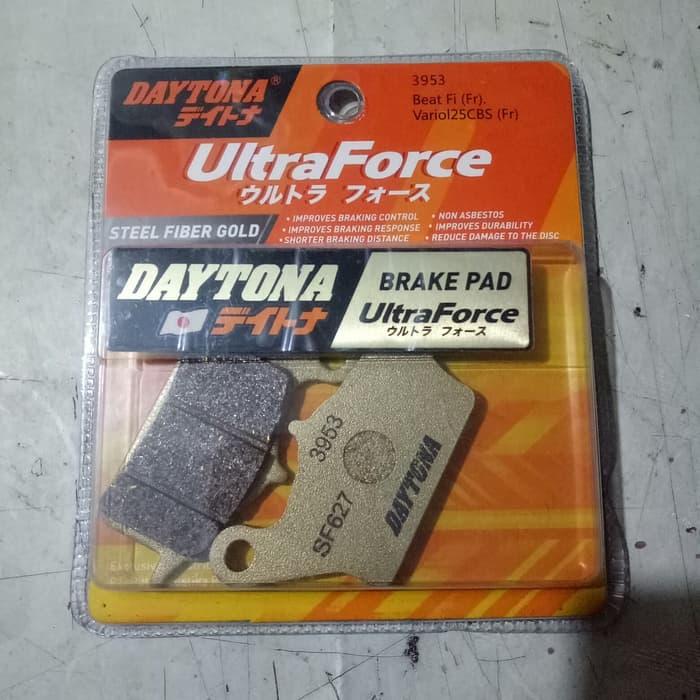 DAYTONA®
デイトナ
3953
Beat Fi (Fr).
Vario125CBS (Fr)
UltraForce
ウルトラ フォース
STEEL FIBER GOLD
• IMPROVES BRAKING CONTROL
• IMPROVES BRAKING RESPONSE
• SHORTER BRAKING DISTANCE
• NON ASBESTOS
• IMPROVES DURABILITY
• REDUCE DAMAGE TO THE DISC
DAYTONA
デイトナ
BRAKE PAD
UltraForce
ウルトラ フォース
3953
SF627
DAYTONA